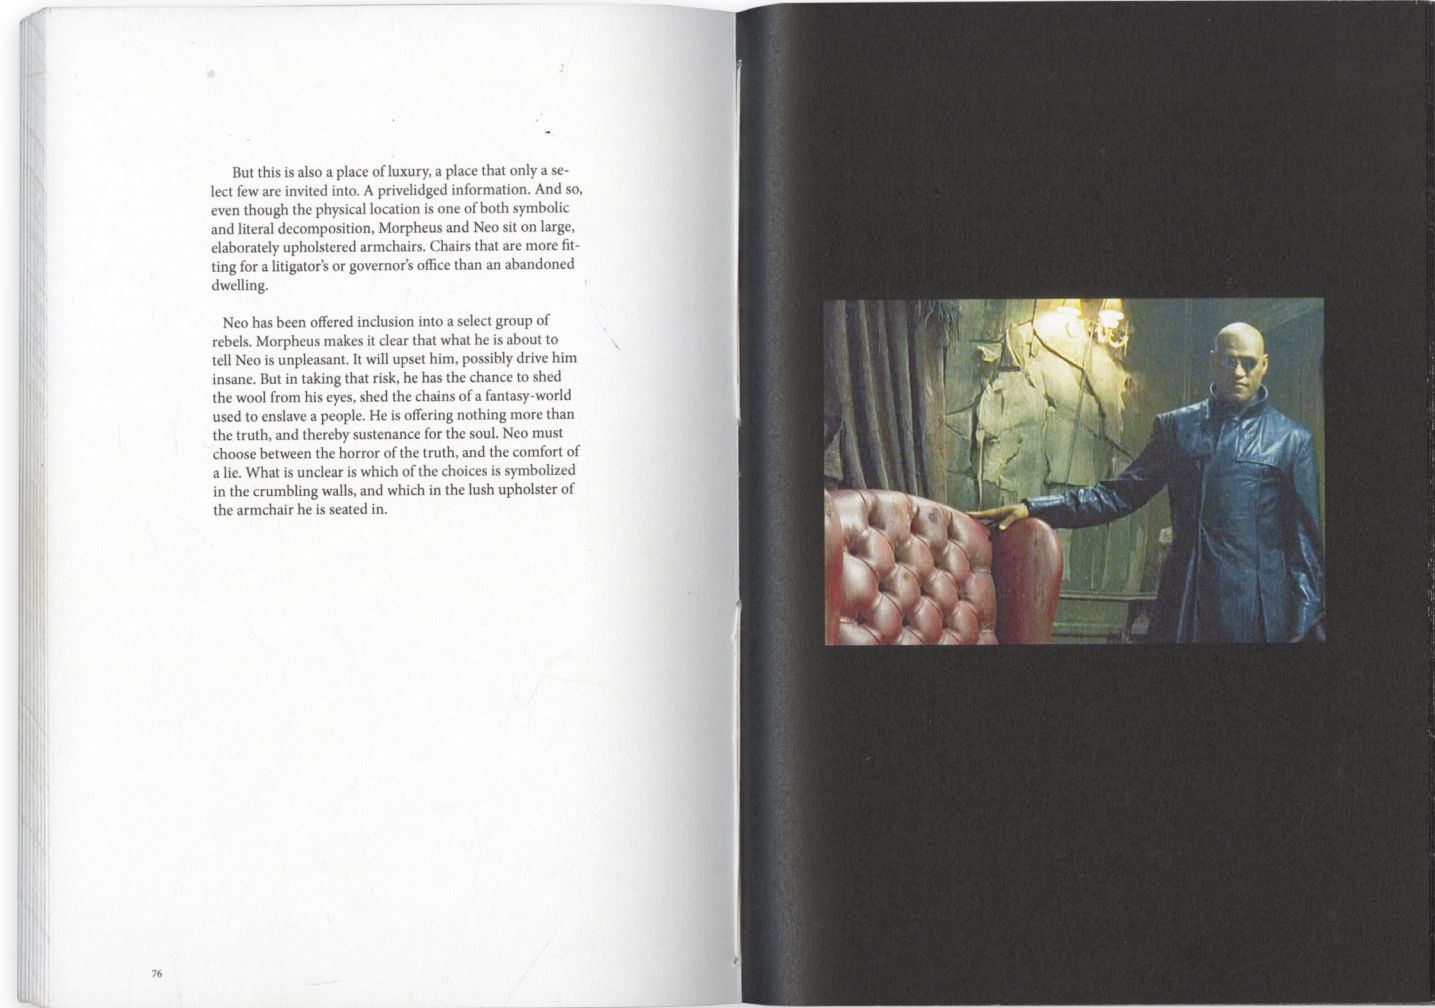 But this is also a place of luxury, a place that only a se-
lect few are invited into. A privelidged information. And so,
even though the physical location is one of both symbolic
and literal decomposition, Morpheus and Neo sit on large,
elaborately upholstered armchairs. Chairs that are more fit-
ting for a litigator's or governor's office than an abandoned
dwelling.
Neo has been offered inclusion into a select group of
rebels. Morpheus makes it clear that what he is about to
tell Neo is unpleasant. It will upset him, possibly drive him
insane. But in taking that risk, he has the chance to shed
the wool from his eyes, shed the chains of a fantasy-world
used to enslave a people. He is offering nothing more than
the truth, and thereby sustenance for the soul. Neo must
choose between the horror of the truth, and the comfort of
a lie. What is unclear is which of the choices is symbolized
in the crumbling walls, and which in the lush upholster of
the armchair he is seated in.
76